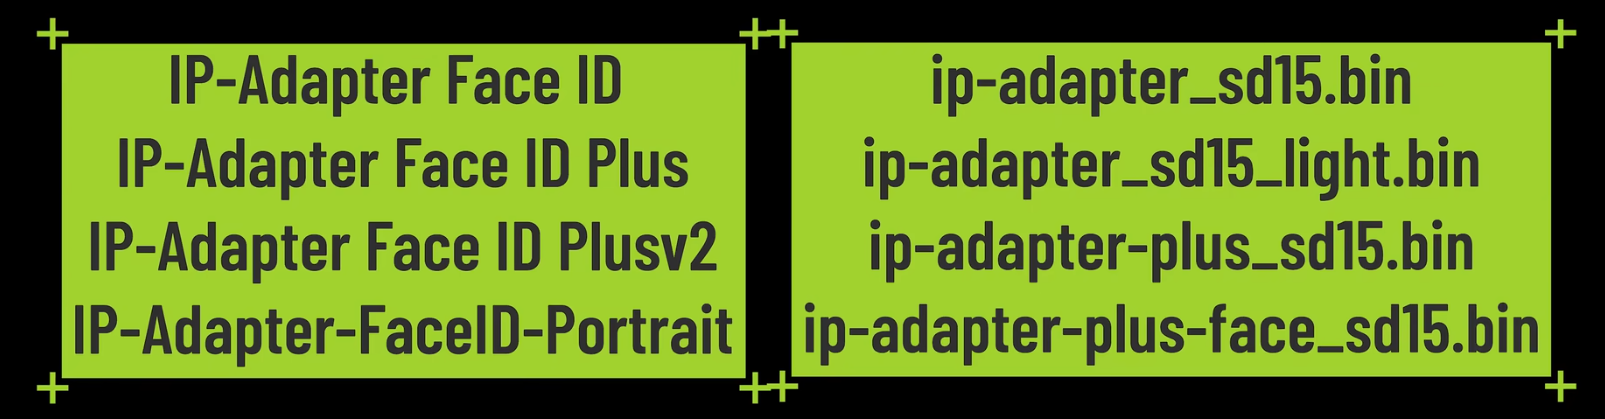 IP-Adapter Face ID
IP-Adapter Face ID Plus
IP-Adapter Face ID Plusv2
IP-Adapter-FaceID-Portrait
ip-adapter_sd15.bin
ip-adapter_sd15_light.bin
ip-adapter-plus_sd15.bin
ip-adapter-plus-face_sd15.bin